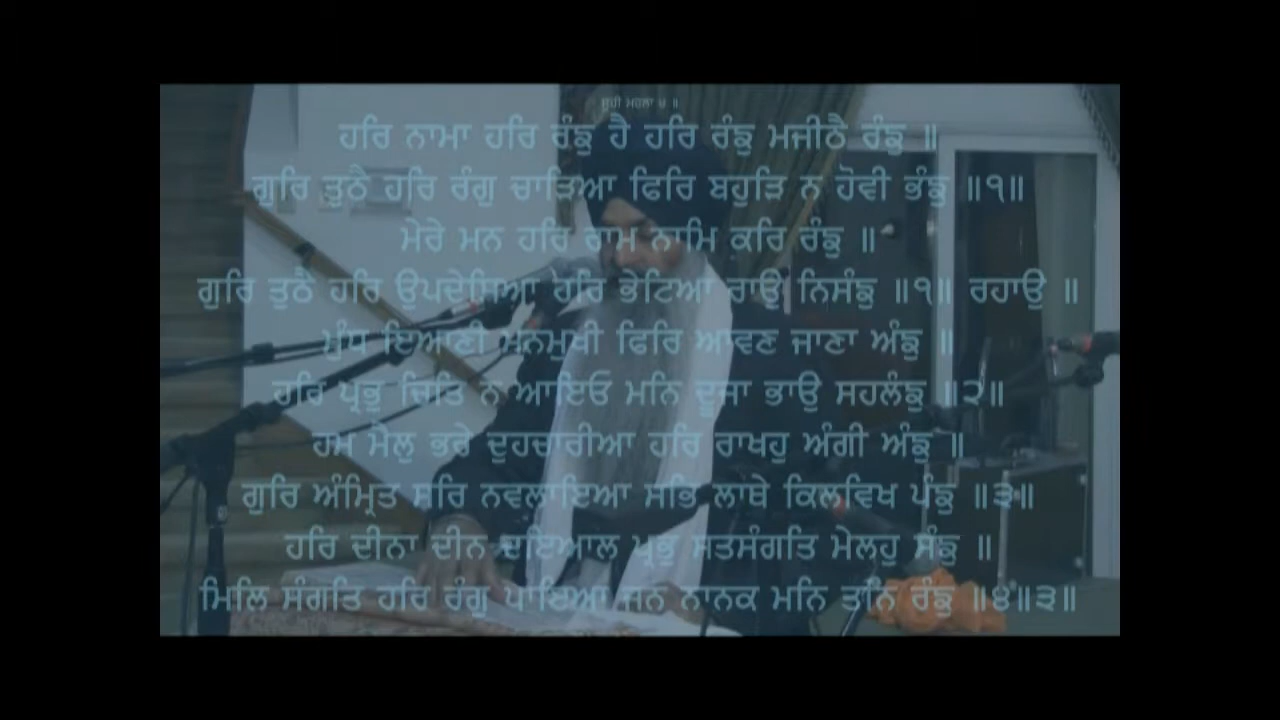 ਸੂਹੀ ਮਹਲਾ ੪ ॥
ਹਰਿ ਨਾਮਾ ਹਰਿ ਰੰਙੁ ਹੈ ਹਰਿ ਰੰਙੁ ਮਜੀਠੈ ਰੰਙੁ ॥
ਗੁਰਿ ਤੁਠੈ ਹਰਿ ਰੰਗੁ ਚਾੜਿਆ ਫਿਰਿ ਬਹੁੜਿ ਨ ਹੋਵੀ ਭੰਙੁ ॥੧॥
ਮੇਰੇ ਮਨ ਹਰਿ ਰਾਮ ਨਾਮਿ ਕਰਿ ਰੰਙੁ ॥
ਗੁਰਿ ਤੁਠੈ ਹਰਿ ਉਪਦੇਸਿਆ ਹਰਿ ਭੇਟਿਆ ਰਾਉ ਨਿਸੰਙੁ ॥੧॥ ਰਹਾਉ ॥
ਮੁੰਧ ਇਆਣੀ ਮਨਮੁਖੀ ਫਿਰਿ ਆਵਣ ਜਾਣਾ ਅੰਙੁ ॥
ਹਰਿ ਪ੍ਰਭੁ ਚਿਤਿ ਨ ਆਇਓ ਮਨਿ ਦੂਜਾ ਭਾਉ ਸਹਲੰਙੁ ॥੨॥
ਹਮ ਮੈਲੁ ਭਰੇ ਦੁਹਚਾਰੀਆ ਹਰਿ ਰਾਖਹੁ ਅੰਗੀ ਅੰਙੁ ॥
ਗੁਰਿ ਅੰਮ੍ਰਿਤ ਸਰਿ ਨਵਲਾਇਆ ਸਭਿ ਲਾਥੇ ਕਿਲਵਿਖ ਪੰਙੁ ॥੩॥
ਹਰਿ ਦੀਨਾ ਦੀਨ ਦਇਆਲ ਪ੍ਰਭੁ ਸਤਸੰਗਤਿ ਮੇਲਹੁ ਸੰਙੁ ॥
ਮਿਲਿ ਸੰਗਤਿ ਹਰਿ ਰੰਗੁ ਪਾਇਆ ਜਨ ਨਾਨਕ ਮਨਿ ਤਨਿ ਰੰਙੁ ॥੪॥੩॥